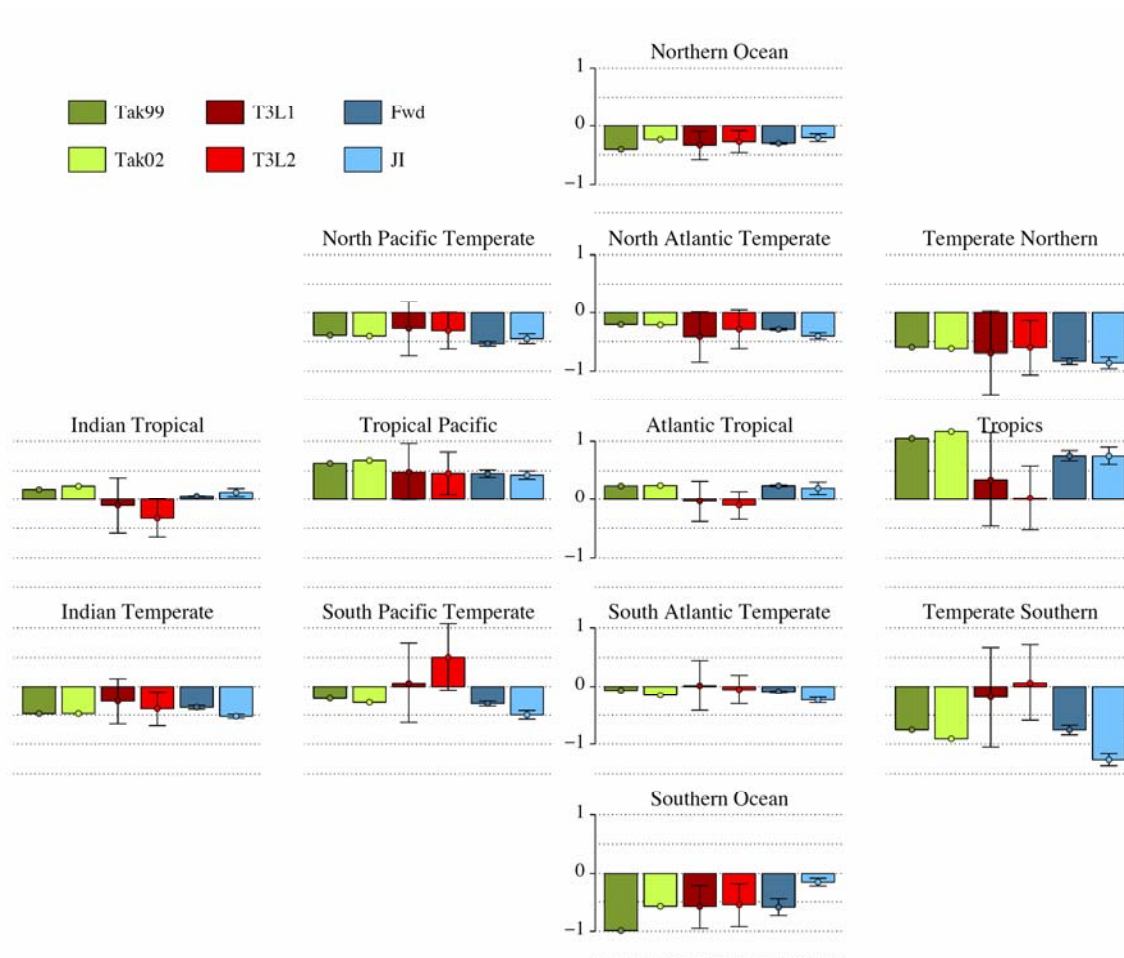 Northern Ocean
1
0
−1
Tak99
T3L1
Fwd
Tak02
T3L2
JI
North Pacific Temperate
North Atlantic Temperate
Temperate Northern
1
0
−1
Indian Tropical
Tropical Pacific
Atlantic Tropical
Tropics
1
0
−1
Indian Temperate
South Pacific Temperate
South Atlantic Temperate
Temperate Southern
1
0
−1
Southern Ocean
1
0
−1